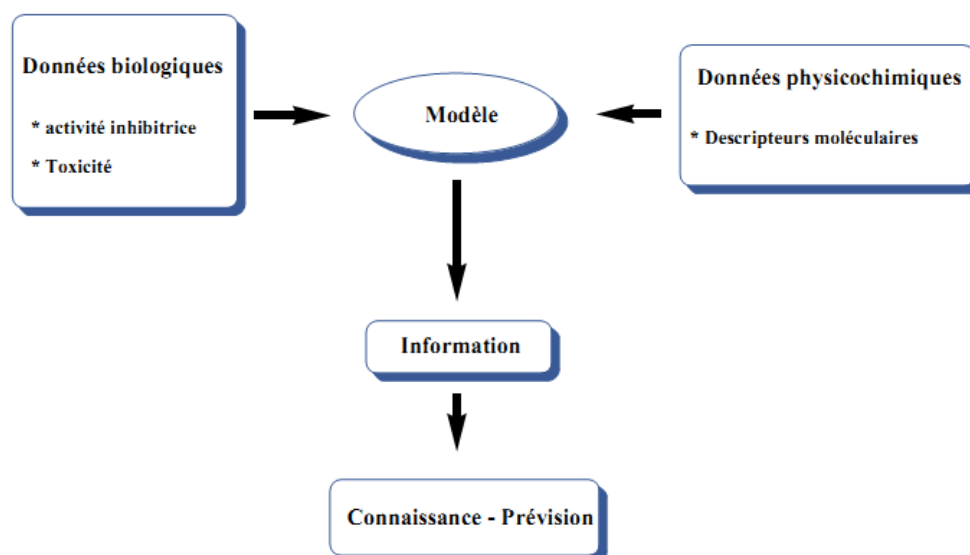 Données biologiques
* activité inhibitrice
* Toxicité
Modèle
Données physicochimiques
* Descripteurs moléculaires
Information
Connaissance - Prévision